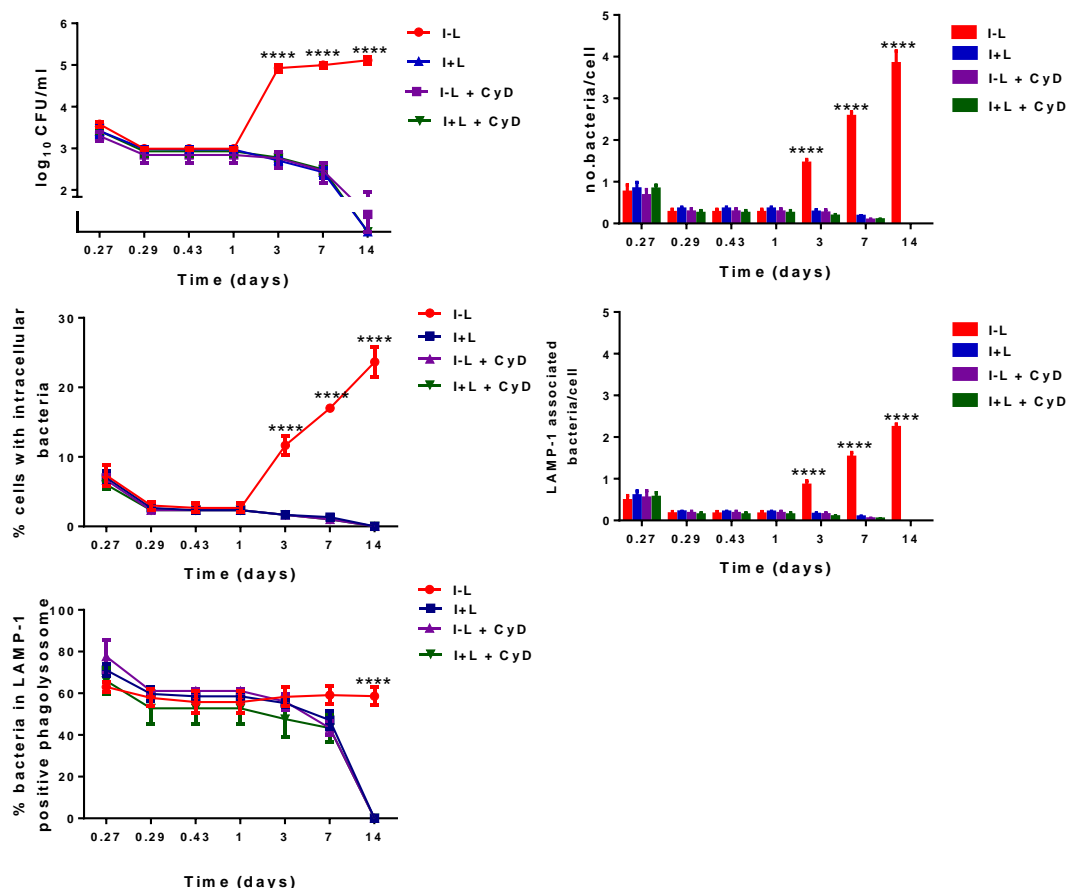 log10 CFU/ml
6
5
4
3
2
**** **** ****
0.27 0.29 0.43 1 3 7 14
Time (days)
I-L
I+L
I-L + CyD
I+L + CyD
no.bacteria/cell
5
4
3
2
1
0
****
****
****
0.27 0.29 0.43 1 3 7 14
Time (days)
I-L
I+L
I-L + CyD
I+L + CyD
% cells with intracellular
bacteria
30
20
10
0
****
****
****
0.27 0.29 0.43 1 3 7 14
Time (days)
I-L
I+L
I-L + CyD
I+L + CyD
LAMP-1 associated
bacteria/cell
5
4
3
2
1
0
****
****
****
0.27 0.29 0.43 1 3 7 14
Time (days)
I-L
I+L
I-L + CyD
I+L + CyD
% bacteria in LAMP-1
positive phagolysosome
100
80
60
40
20
0
****
0.27 0.29 0.43 1 3 7 14
Time (days)
I-L
I+L
I-L + CyD
I+L + CyD